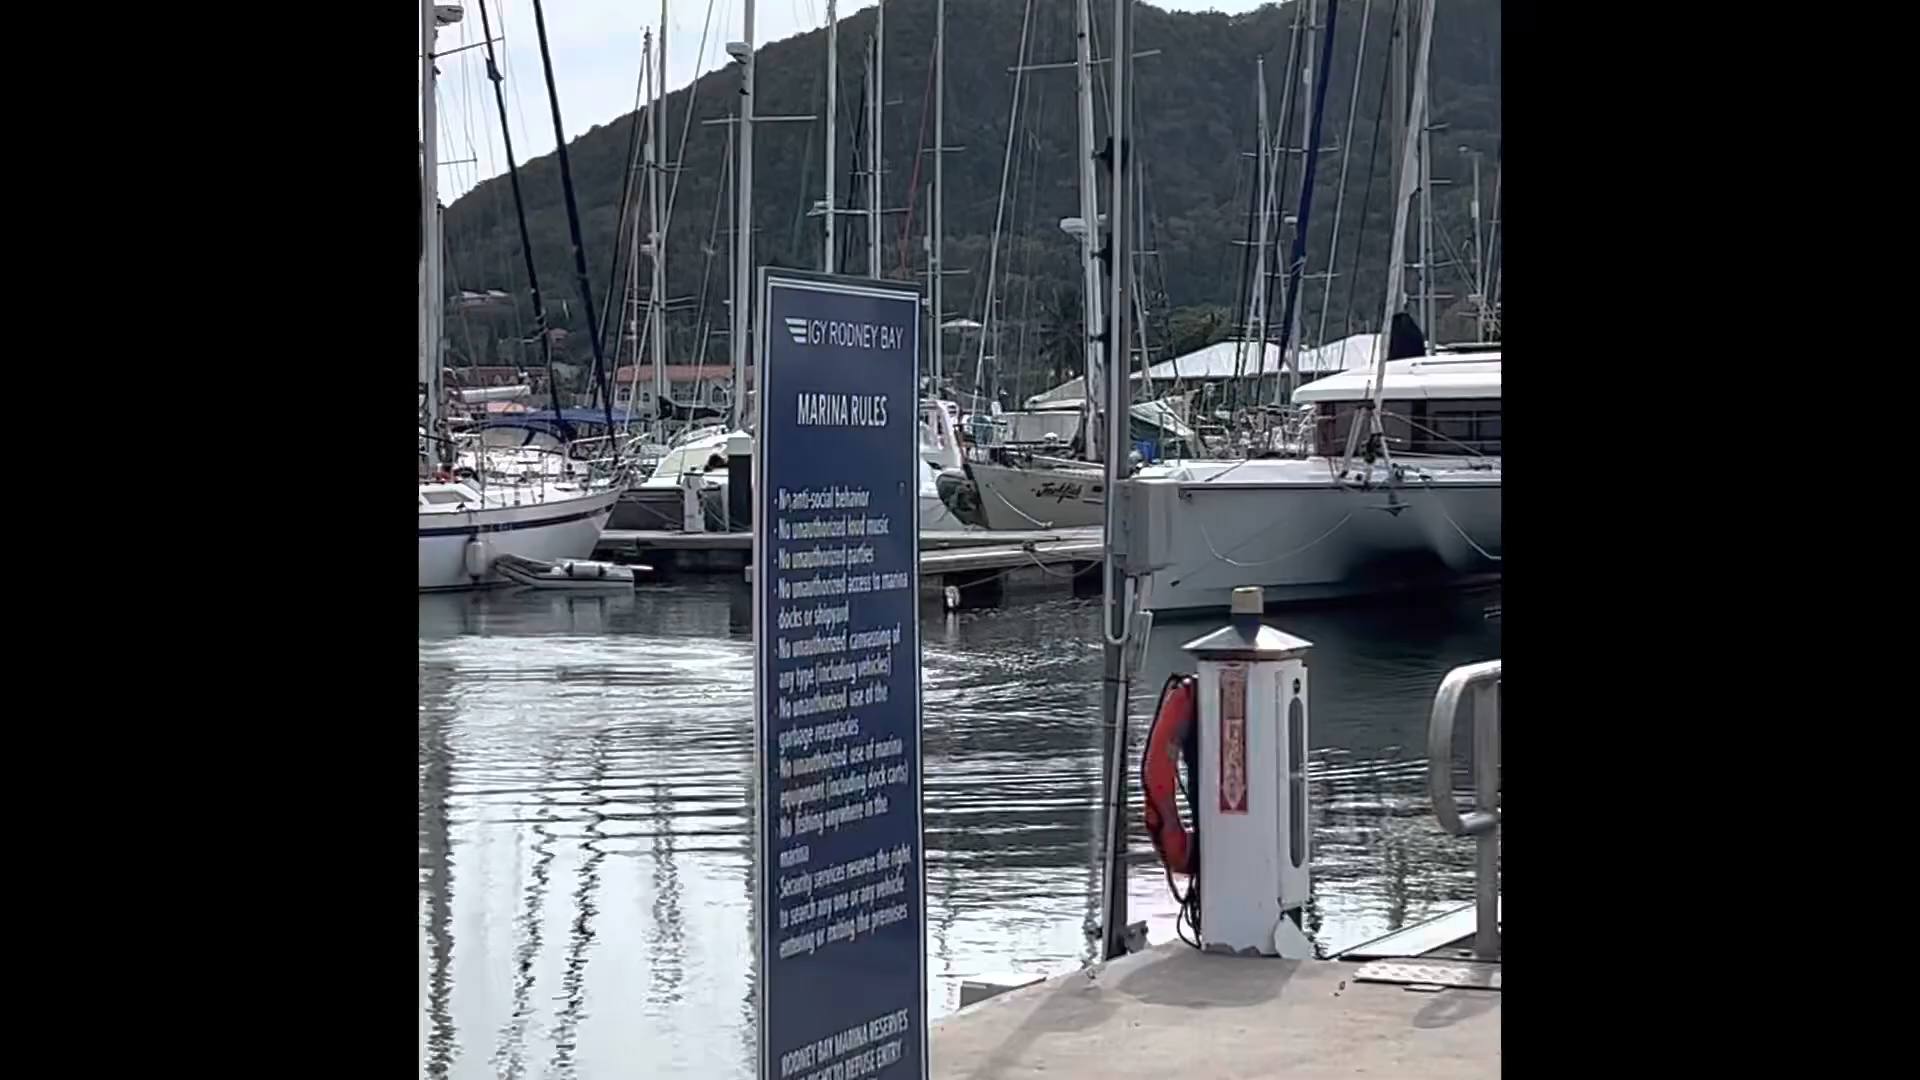 IGY RODNEY BAY
MARINA RULES
· No anti-social behavior
· No unauthorized loud music
· No unauthorized parties
· No unauthorized access to marina
docks or shipyard
· No unauthorized canvassing of
any type (including vehicles)
· No unauthorized use of the
garbage receptacles
· No unauthorized use of marina
equipment (including dock carts)
· No fishing anywhere in the
marina
· Security services reserve the right
to search any one or any vehicle
entering or exiting the premises
RODNEY BAY MARINA RESERVES
TO REFUSE ENTRY